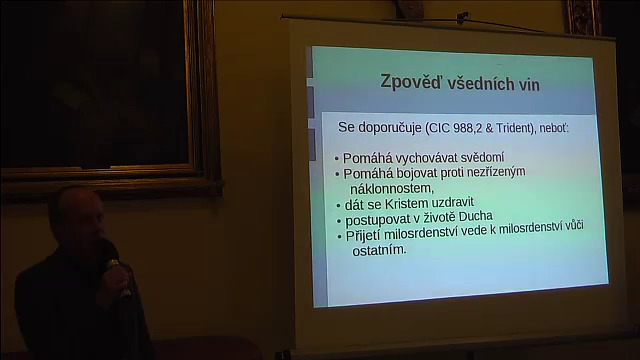 Zpověď všedních vin
Se doporučuje (CIC 988,2 & Trident), neboť:
• Pomáhá vychovávat svědomí
• Pomáhá bojovat proti nezřízeným
náklonnostem,
• dát se Kristem uzdravit
• postupovat v životě Ducha
• Přijetí milosrdenství vede k milosrdenství vůči
ostatním.